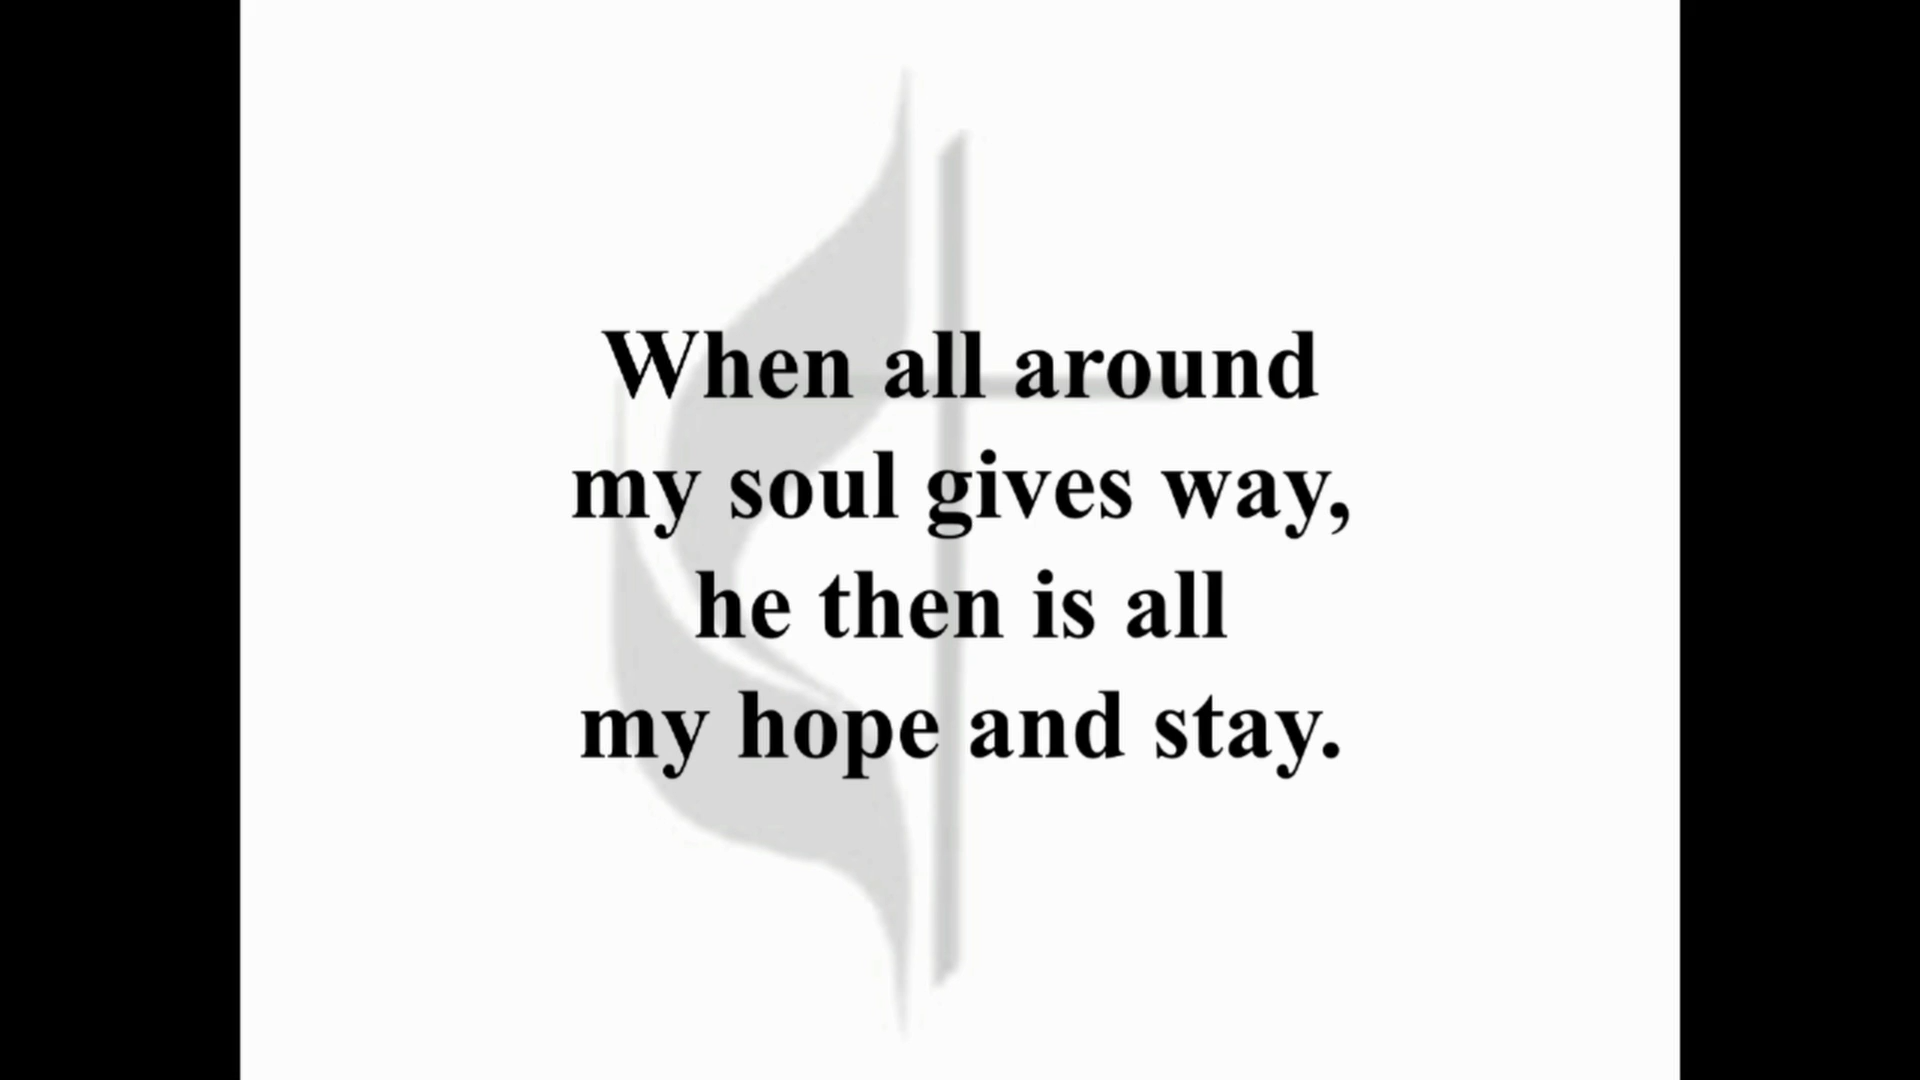 When all around
my soul gives way,
he then is all
my hope and stay.